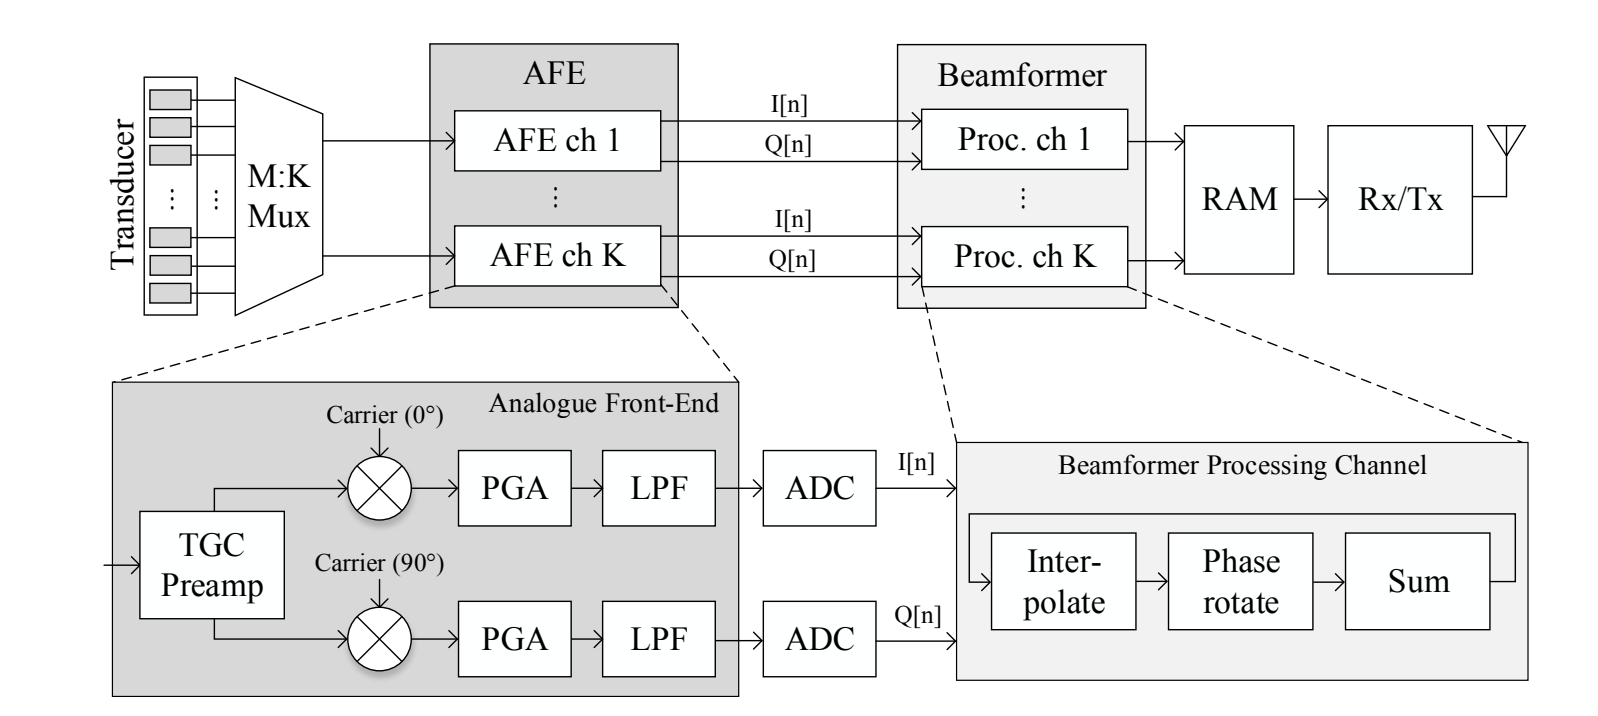 Transducer
M:K
Mux
AFE
AFE ch 1
⋮
AFE ch K
I[n]
Q[n]
I[n]
Q[n]
Beamformer
Proc. ch 1
⋮
Proc. ch K
RAM
Rx/Tx
Analogue Front-End
TGC
Preamp
Carrier (0°)
PGA
LPF
ADC
I[n]
Carrier (90°)
PGA
LPF
ADC
Q[n]
Beamformer Processing Channel
Inter-
polate
Phase
rotate
Sum